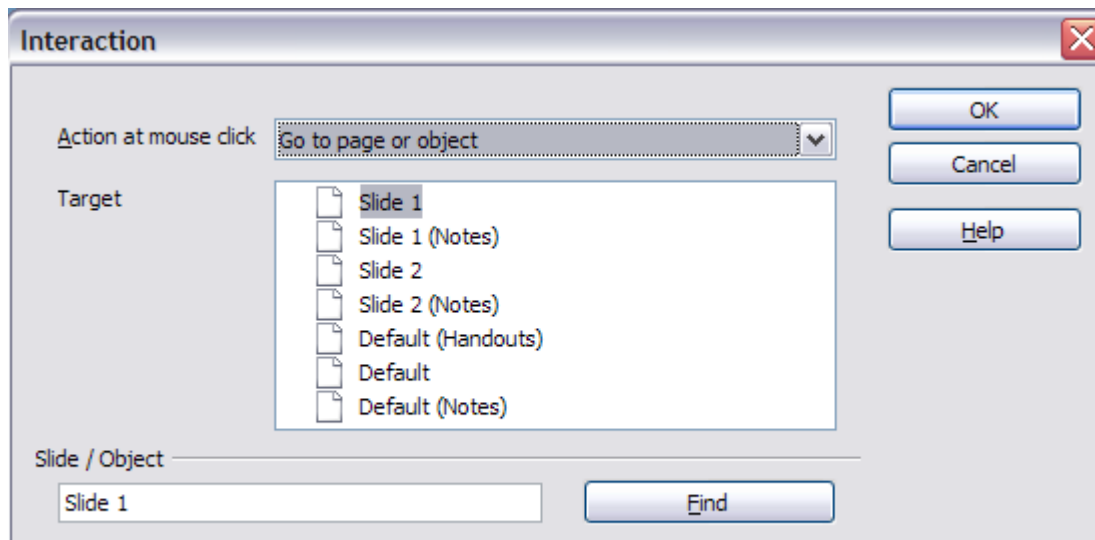 Interaction
Action at mouse click
Go to page or object
OK
Cancel
Help
Target
Slide 1
Slide 1 (Notes)
Slide 2
Slide 2 (Notes)
Default (Handouts)
Default
Default (Notes)
Slide / Object
Slide 1
Find